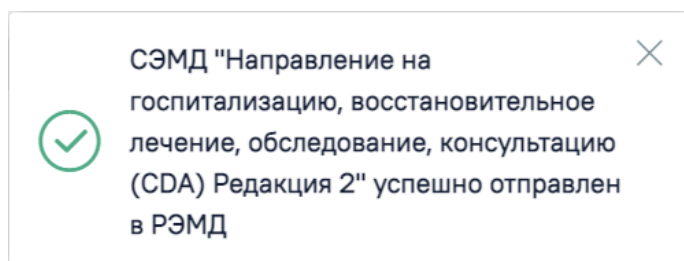 СЭМД "Направление на
госпитализацию, восстановительное
лечение, обследование, консультацию
(CDA) Редакция 2" успешно отправлен
в РЭМД